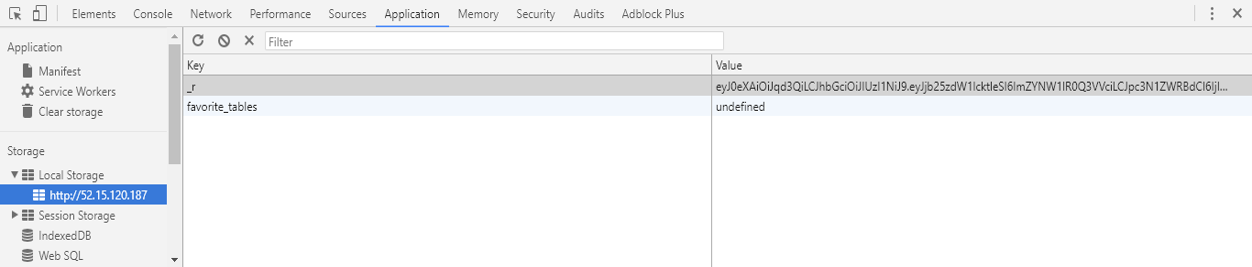 Elements Console Network Performance Sources Application Memory Security Audits Adblock Plus
Application
Manifest
Service Workers
Clear storage
Storage
Local Storage
http://52.15.120.187
Session Storage
IndexedDB
Web SQL
Filter
Key Value
_r eyJ0eXAiOiJqd3QiLCJhbGciOiJIUzI1NiJ9.eyJjb25zdW1lcktleSI6ImZYNW1lR0Q3VVciLCJpc3N1ZWRBdCI6IjI...
favorite_tables undefined